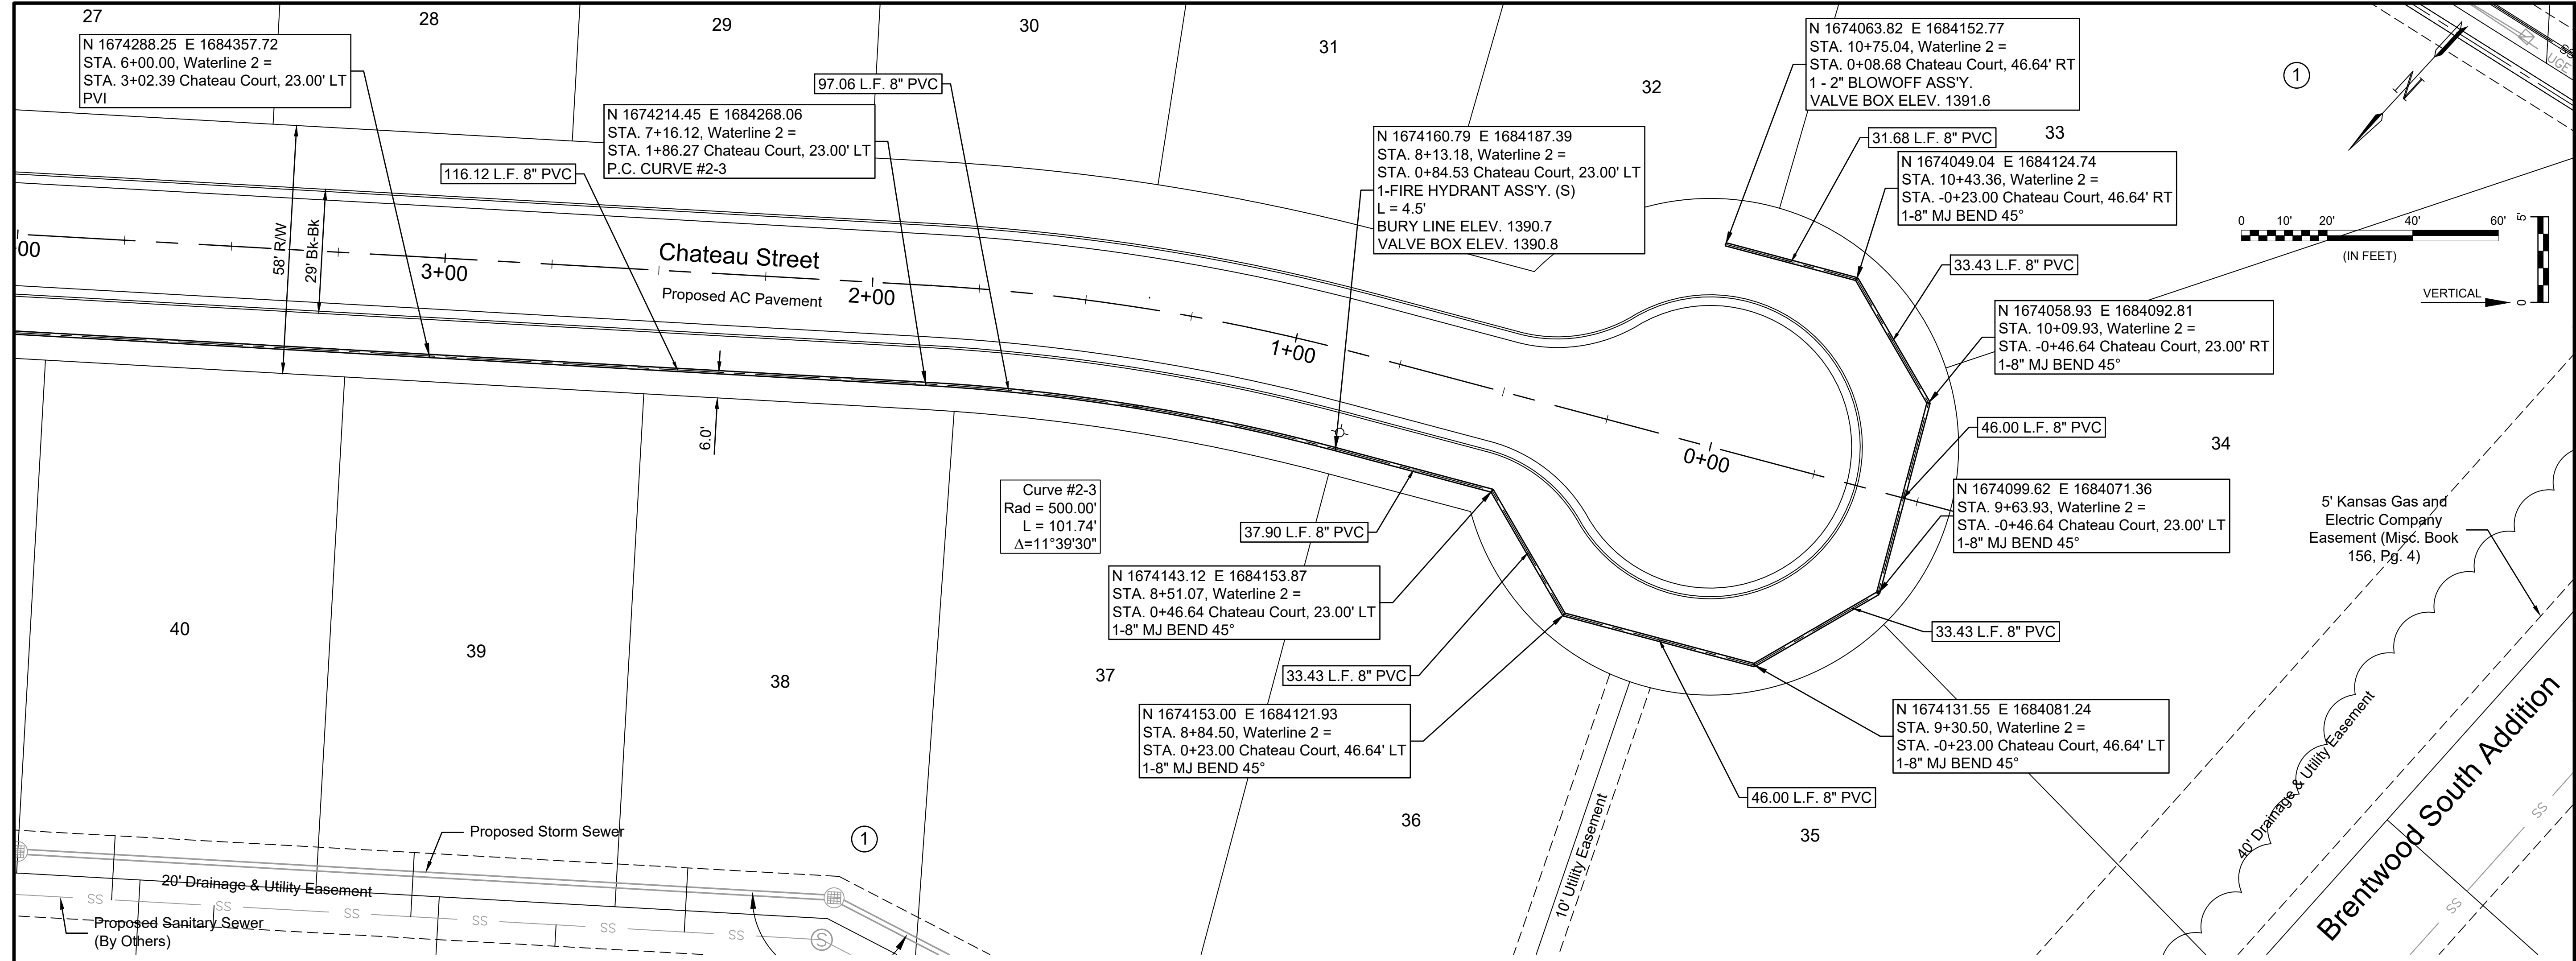 27
28
29
30
31
32
33
34
35
36
37
38
39
40
1
1
N 1674288.25 E 1684357.72
STA. 6+00.00, Waterline 2 =
STA. 3+02.39 Chateau Court, 23.00' LT
PVI
116.12 L.F. 8" PVC
N 1674214.45 E 1684268.06
STA. 7+16.12, Waterline 2 =
STA. 1+86.27 Chateau Court, 23.00' LT
P.C. CURVE #2-3
97.06 L.F. 8" PVC
N 1674160.79 E 1684187.39
STA. 8+13.18, Waterline 2 =
STA. 0+84.53 Chateau Court, 23.00' LT
1-FIRE HYDRANT ASS'Y. (S)
L = 4.5'
BURY LINE ELEV. 1390.7
VALVE BOX ELEV. 1390.8
N 1674063.82 E 1684152.77
STA. 10+75.04, Waterline 2 =
STA. 0+08.68 Chateau Court, 46.64' RT
1 - 2" BLOWOFF ASS'Y.
VALVE BOX ELEV. 1391.6
31.68 L.F. 8" PVC
N 1674049.04 E 1684124.74
STA. 10+43.36, Waterline 2 =
STA. -0+23.00 Chateau Court, 46.64' RT
1-8" MJ BEND 45°
33.43 L.F. 8" PVC
N 1674058.93 E 1684092.81
STA. 10+09.93, Waterline 2 =
STA. -0+46.64 Chateau Court, 23.00' RT
1-8" MJ BEND 45°
46.00 L.F. 8" PVC
N 1674099.62 E 1684071.36
STA. 9+63.93, Waterline 2 =
STA. -0+46.64 Chateau Court, 23.00' LT
1-8" MJ BEND 45°
33.43 L.F. 8" PVC
N 1674131.55 E 1684081.24
STA. 9+30.50, Waterline 2 =
STA. -0+23.00 Chateau Court, 46.64' LT
1-8" MJ BEND 45°
46.00 L.F. 8" PVC
Curve #2-3
Rad = 500.00'
L = 101.74'
Δ=11°39'30"
37.90 L.F. 8" PVC
N 1674143.12 E 1684153.87
STA. 8+51.07, Waterline 2 =
STA. 0+46.64 Chateau Court, 23.00' LT
1-8" MJ BEND 45°
33.43 L.F. 8" PVC
N 1674153.00 E 1684121.93
STA. 8+84.50, Waterline 2 =
STA. 0+23.00 Chateau Court, 46.64' LT
1-8" MJ BEND 45°
58' R/W
29' Bk-Bk
6.0'
+00
3+00
2+00
1+00
0+00
Chateau Street
Proposed AC Pavement
N
0 10' 20' 40' 60'
(IN FEET)
VERTICAL
0 5'
UGE
SS
5' Kansas Gas and
Electric Company
Easement (Misc. Book
156, Pg. 4)
40' Drainage & Utility Easement
Brentwood South Addition
SS
SS
10' Utility Easement
Proposed Storm Sewer
20' Drainage & Utility Easement
SS SS SS SS SS SS
S
Proposed Sanitary Sewer
(By Others)